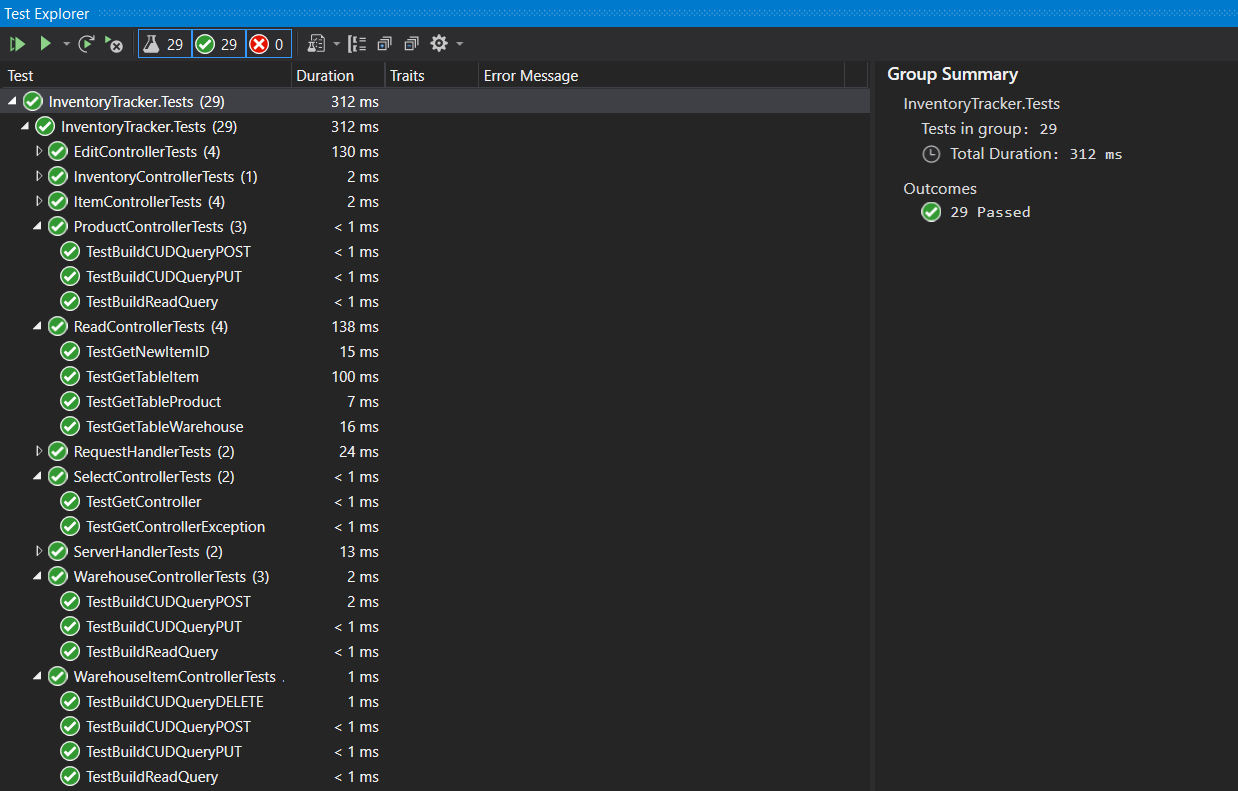 Test Explorer
29 29 0
Test Duration Traits Error Message
InventoryTracker.Tests (29) 312 ms
InventoryTracker.Tests (29) 312 ms
EditControllerTests (4) 130 ms
InventoryControllerTests (1) 2 ms
ItemControllerTests (4) 2 ms
ProductControllerTests (3) < 1 ms
TestBuildCUDQueryPOST < 1 ms
TestBuildCUDQueryPUT < 1 ms
TestBuildReadQuery < 1 ms
ReadControllerTests (4) 138 ms
TestGetNewItemID 15 ms
TestGetTableItem 100 ms
TestGetTableProduct 7 ms
TestGetTableWarehouse 16 ms
RequestHandlerTests (2) 24 ms
SelectControllerTests (2) < 1 ms
TestGetController < 1 ms
TestGetControllerException < 1 ms
ServerHandlerTests (2) 13 ms
WarehouseControllerTests (3) 2 ms
TestBuildCUDQueryPOST 2 ms
TestBuildCUDQueryPUT < 1 ms
TestBuildReadQuery < 1 ms
WarehouseItemControllerTests . 1 ms
TestBuildCUDQueryDELETE 1 ms
TestBuildCUDQueryPOST < 1 ms
TestBuildCUDQueryPUT < 1 ms
TestBuildReadQuery < 1 ms
Group Summary
InventoryTracker.Tests
Tests in group: 29
Total Duration: 312 ms
Outcomes
29 Passed